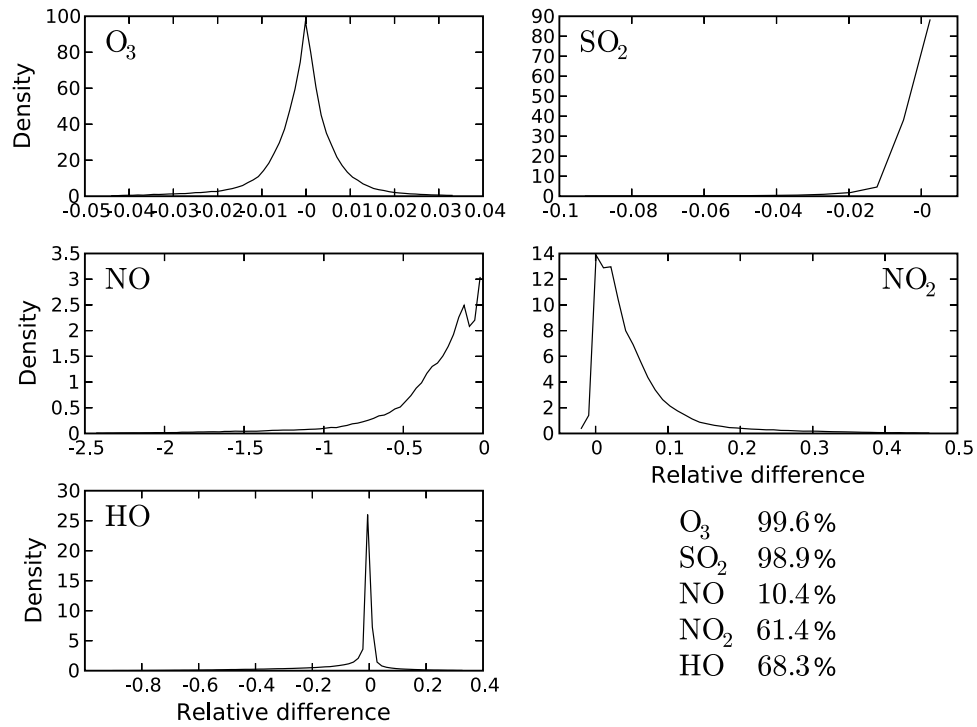 O₃
Density
100
80
60
40
20
0
-0.05 -0.04 -0.03 -0.02 -0.01 -0 0.01 0.02 0.03 0.04
SO₂
90
80
70
60
50
40
30
20
10
0
-0.1 -0.08 -0.06 -0.04 -0.02 -0
NO
Density
3.5
3
2.5
2
1.5
1
0.5
0
-2.5 -2 -1.5 -1 -0.5 0
NO₂
14
12
10
8
6
4
2
0
0 0.1 0.2 0.3 0.4 0.5
Relative difference
HO
Density
30
25
20
15
10
5
0
-0.8 -0.6 -0.4 -0.2 0 0.2 0.4
Relative difference
O₃ 99.6%
SO₂ 98.9%
NO 10.4%
NO₂ 61.4%
HO 68.3%